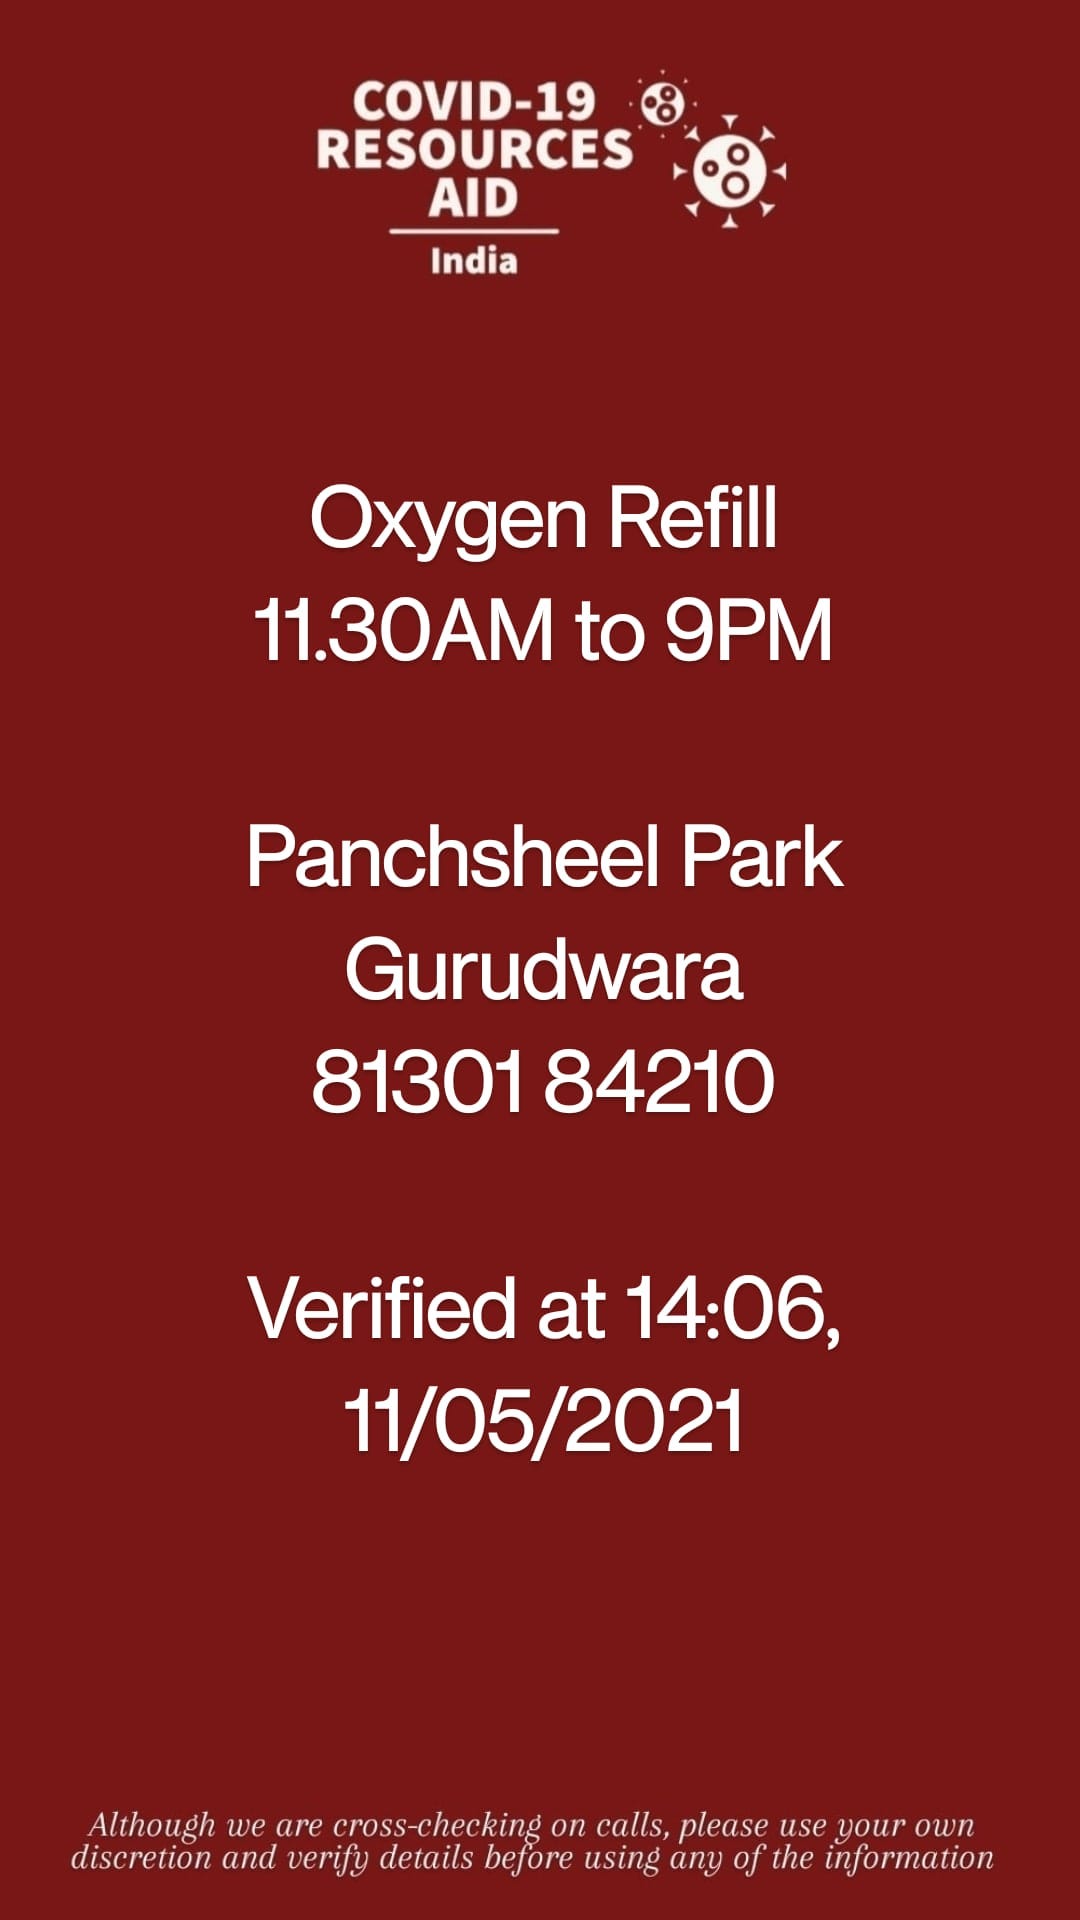 COVID-19
RESOURCES
AID
India
Oxygen Refill
11.30AM to 9PM
Panchsheel Park
Gurudwara
81301 84210
Verified at 14:06,
11/05/2021
Although we are cross-checking on calls, please use your own
discretion and verify details before using any of the information